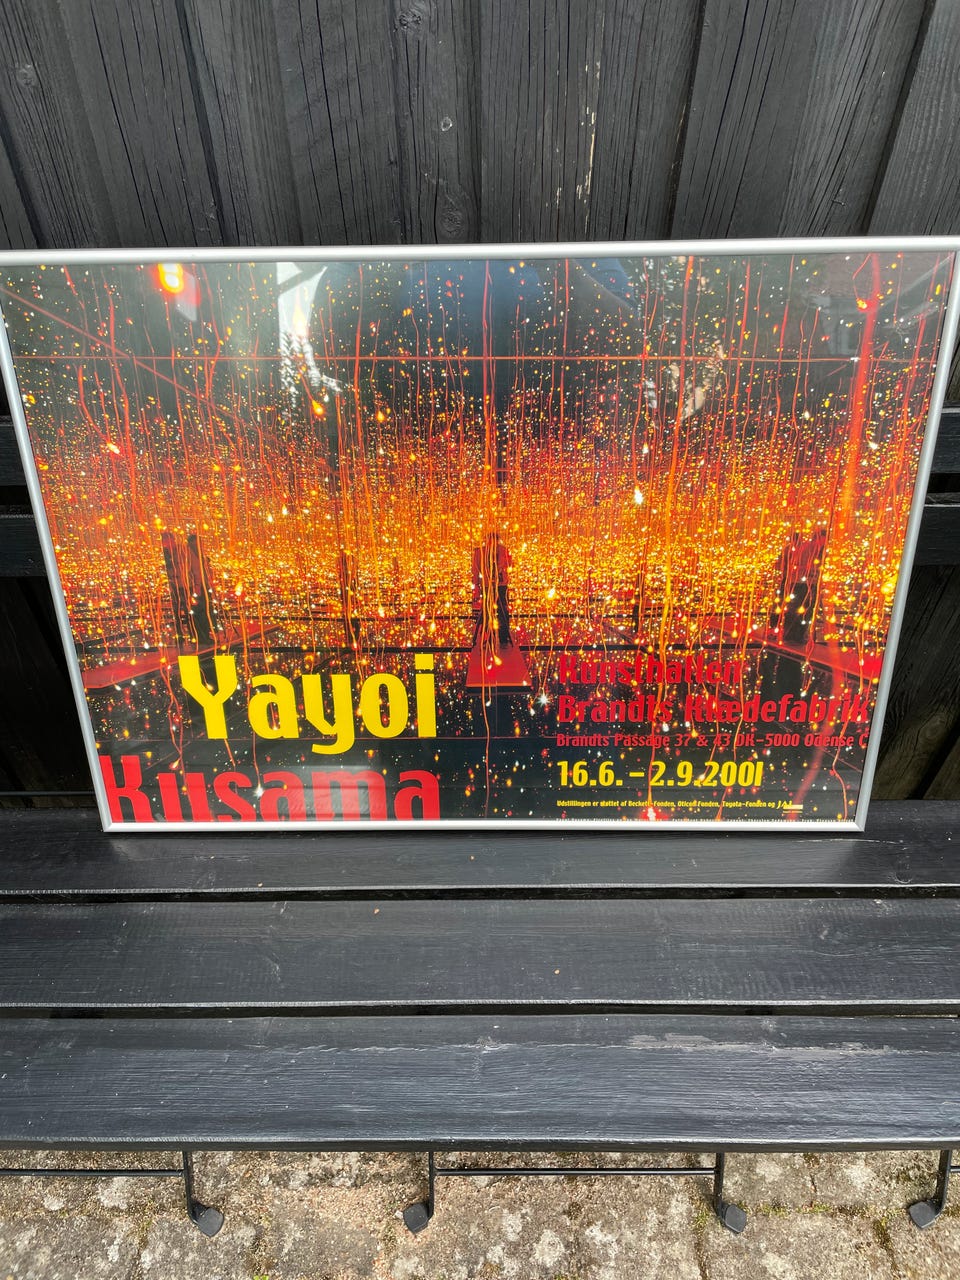 Yayoi
Kusama
Kunsthallen
Brandts Klædefabrik
Brandts Passage 37 & 43 DK-5000 Odense C
16.6. – 2.9.2001
Udstillingen er støttet af Beckett-Fonden, Oticon Fonden, Toyota-Fonden og JAL